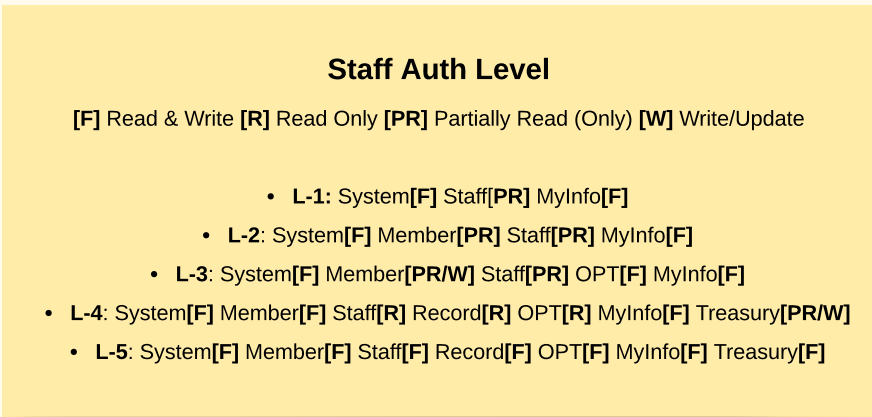 Staff Auth Level
[F] Read & Write [R] Read Only [PR] Partially Read (Only) [W] Write/Update
• L-1: System[F] Staff[PR] MyInfo[F]
• L-2: System[F] Member[PR] Staff[PR] MyInfo[F]
• L-3: System[F] Member[PR/W] Staff[PR] OPT[F] MyInfo[F]
• L-4: System[F] Member[F] Staff[R] Record[R] OPT[R] MyInfo[F] Treasury[PR/W]
• L-5: System[F] Member[F] Staff[F] Record[F] OPT[F] MyInfo[F] Treasury[F]